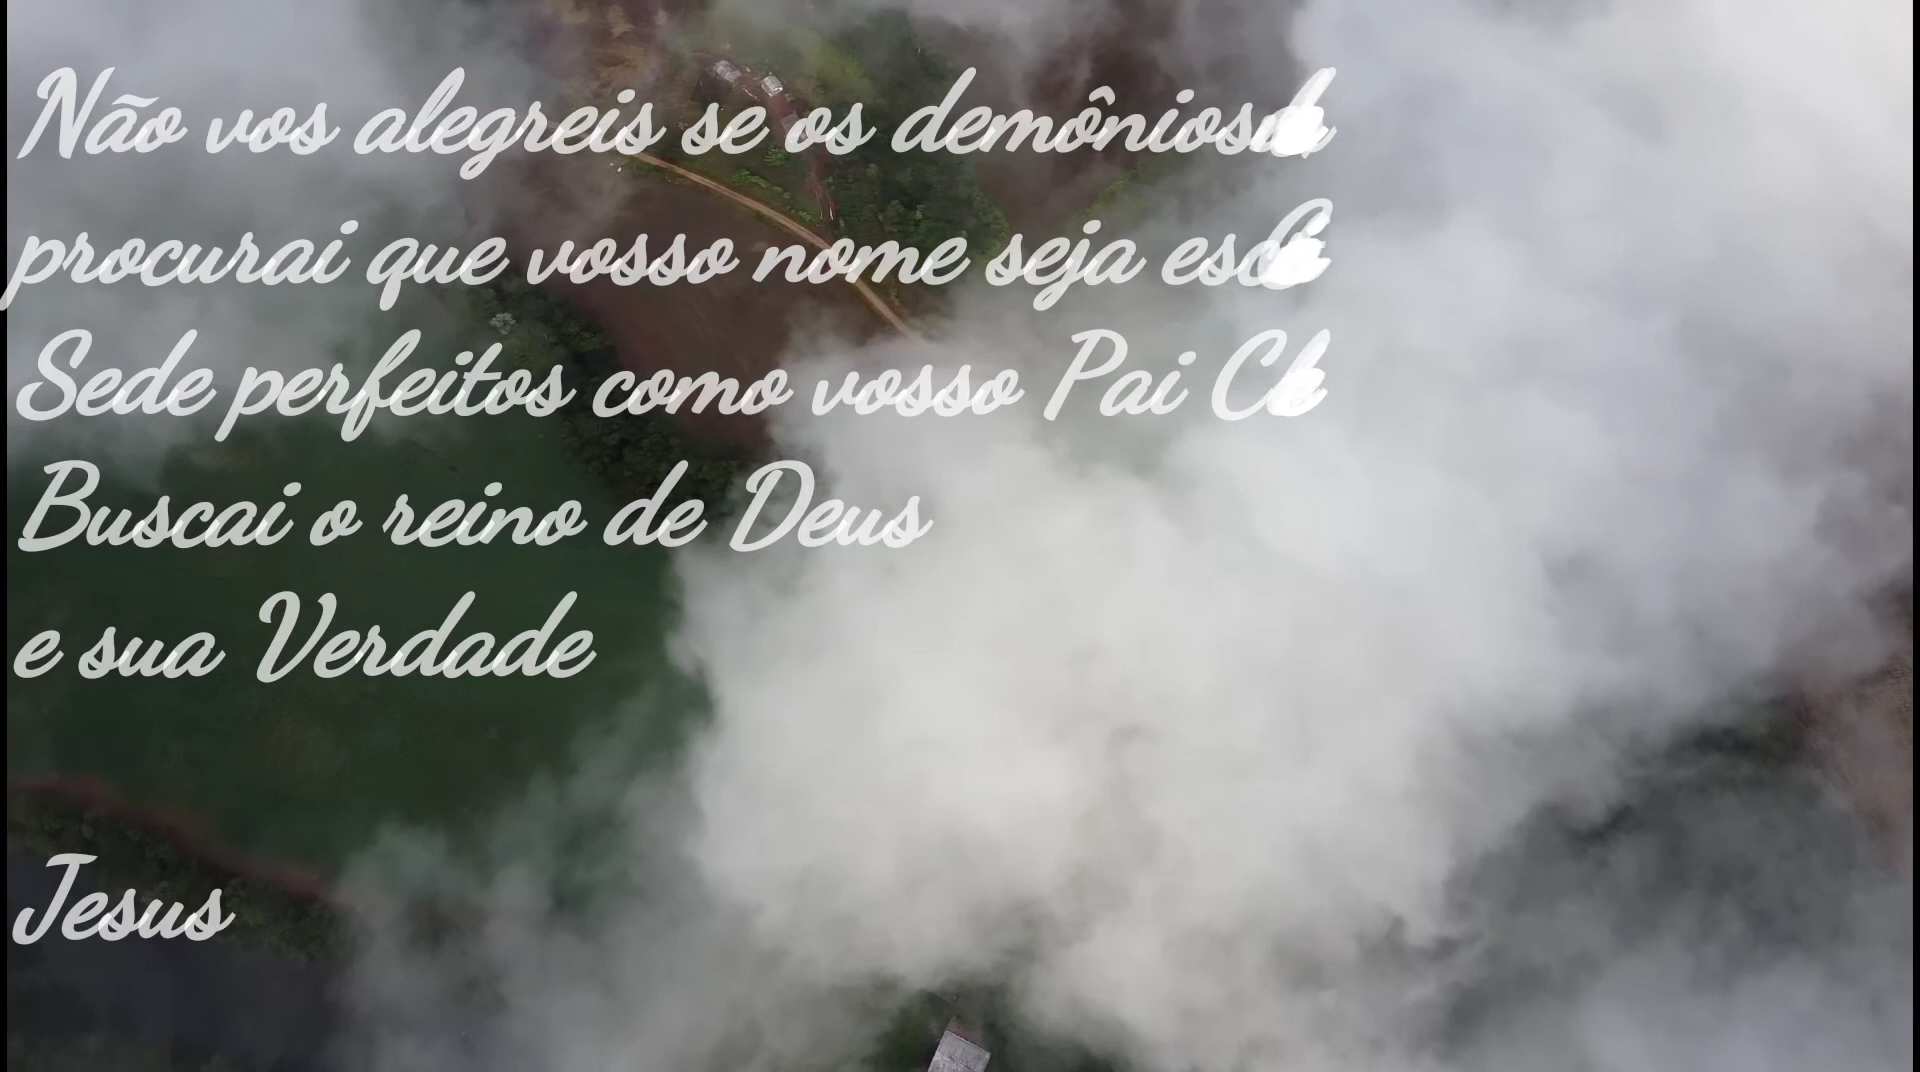 Não vos alegreis se os demônios
procurai que vosso nome seja
Sede perfeitos como vosso Pai
Buscai o reino de Deus
e sua Verdade
Jesus